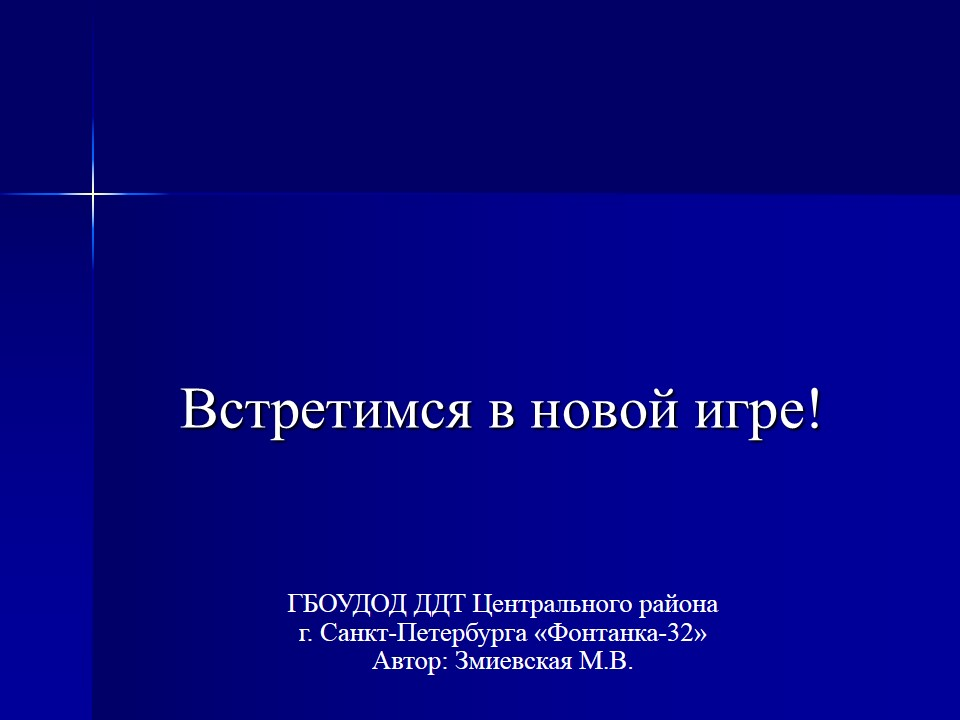 Встретимся в новой игре!
ГБОУДОД ДДТ Центрального района
г. Санкт-Петербурга «Фонтанка-32»
Автор: Змиевская М.В.